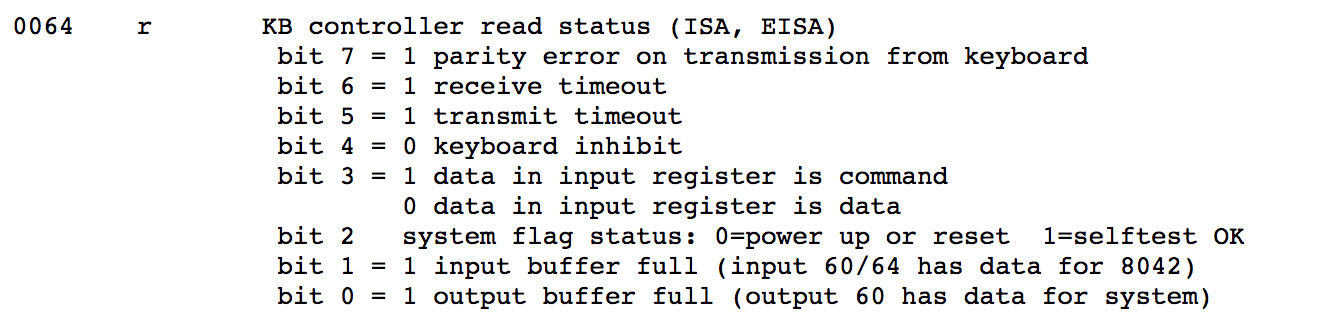 0064    r       KB controller read status (ISA, EISA)
                 bit 7 = 1 parity error on transmission from keyboard
                 bit 6 = 1 receive timeout
                 bit 5 = 1 transmit timeout
                 bit 4 = 0 keyboard inhibit
                 bit 3 = 1 data in input register is command
                         0 data in input register is data
                 bit 2   system flag status: 0=power up or reset  1=selftest OK
                 bit 1 = 1 input buffer full (input 60/64 has data for 8042)
                 bit 0 = 1 output buffer full (output 60 has data for system)